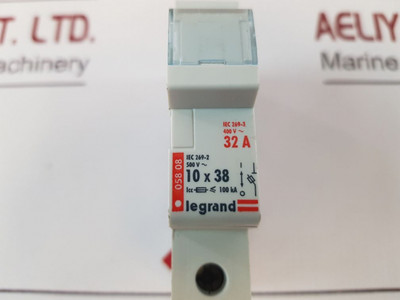 T. LTD.
achinery
AELIY
Marine
IEC 269-2
400 V ~
32 A
IEC 269-2
500 V ~
10 x 38
Icc ≤ 100 kA
058 08
I
O
legrand